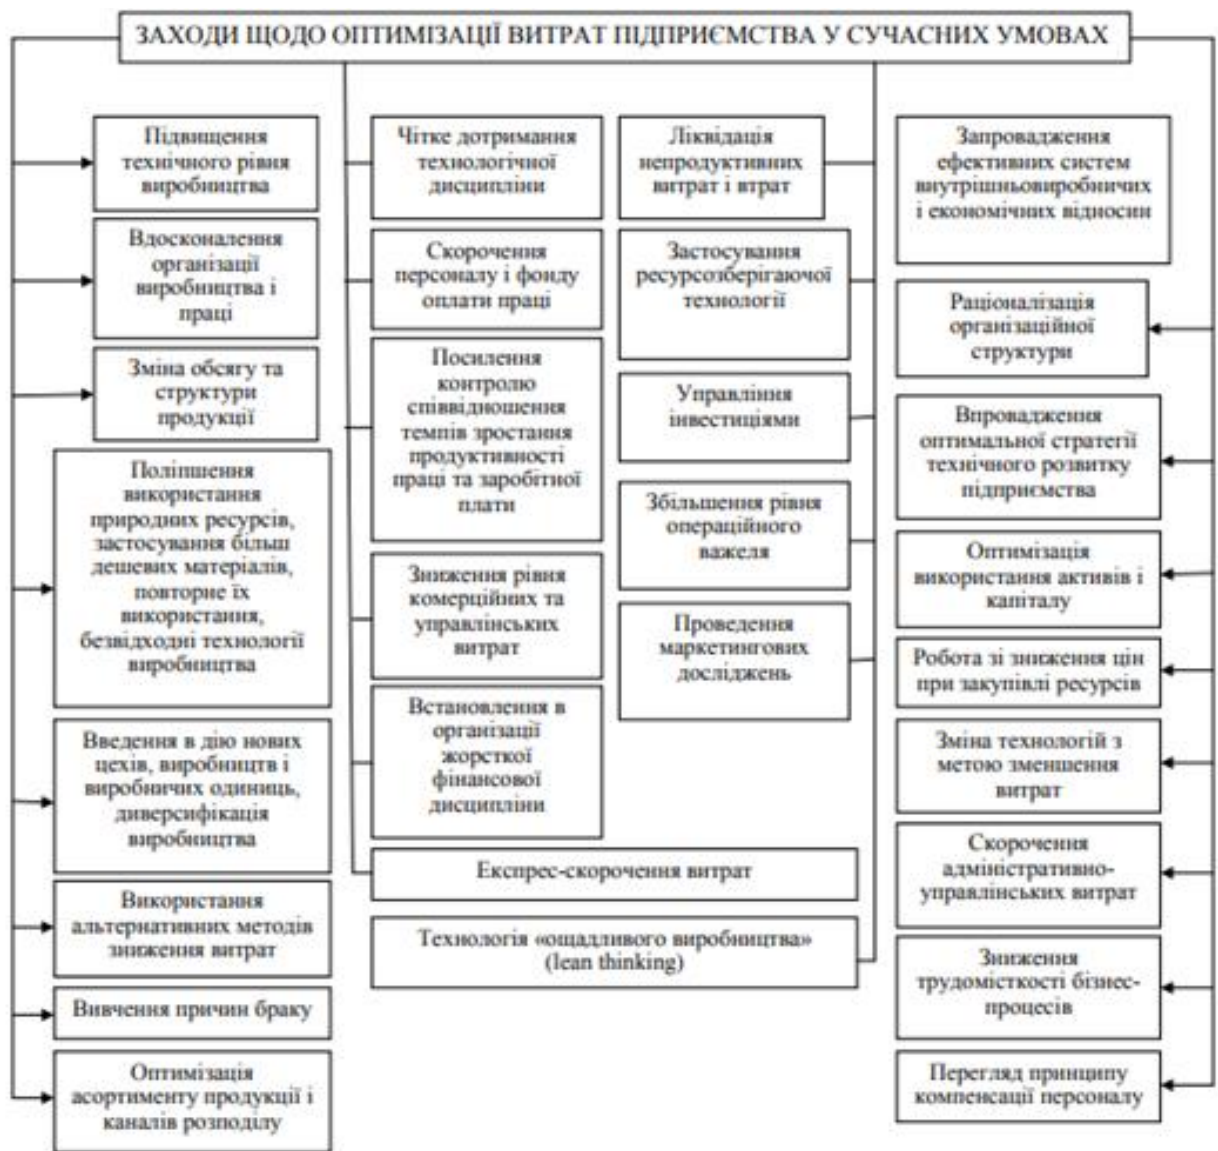 ЗАХОДИ ЩОДО ОПТИМІЗАЦІЇ ВИТРАТ ПІДПРИЄМСТВА У СУЧАСНИХ УМОВАХ
Підвищення
технічного рівня
виробництва
Вдосконалення
організації
виробництва і
праці
Зміна обсягу та
структури
продукції
Поліпшення
використання
природних ресурсів,
застосування більш
дешевих матеріалів,
повторне їх
використання,
безвідходні технології
виробництва
Введення в дію нових
цехів, виробництв і
виробничих одиниць,
диверсифікація
виробництва
Використання
альтернативних методів
зниження витрат
Вивчення причин браку
Оптимізація
асортименту продукції і
каналів розподілу
Чітке дотримання
технологічної
дисципліни
Скорочення
персоналу і фонду
оплати праці
Посилення
контролю
співвідношення
темпів зростання
продуктивності
праці та заробітної
плати
Зниження рівня
комерційних та
управлінських
витрат
Встановлення в
організації
жорсткої
фінансової
дисципліни
Експрес-скорочення витрат
Технологія «ощадливого виробництва»
(lean thinking)
Ліквідація
непродуктивних
витрат і втрат
Застосування
ресурсозберігаючої
технології
Управління
інвестиціями
Збільшення рівня
операційного
важеля
Проведення
маркетингових
досліджень
Запровадження
ефективних систем
внутрішньовиробничих
і економічних відносин
Раціоналізація
організаційної
структури
Впровадження
оптимальної стратегії
технічного розвитку
підприємства
Оптимізація
використання активів і
капіталу
Робота зі зниження цін
при закупівлі ресурсів
Зміна технологій з
метою зменшення
витрат
Скорочення
адміністративно-
управлінських витрат
Зниження
трудомісткості бізнес-
процесів
Перегляд принципу
компенсації персоналу